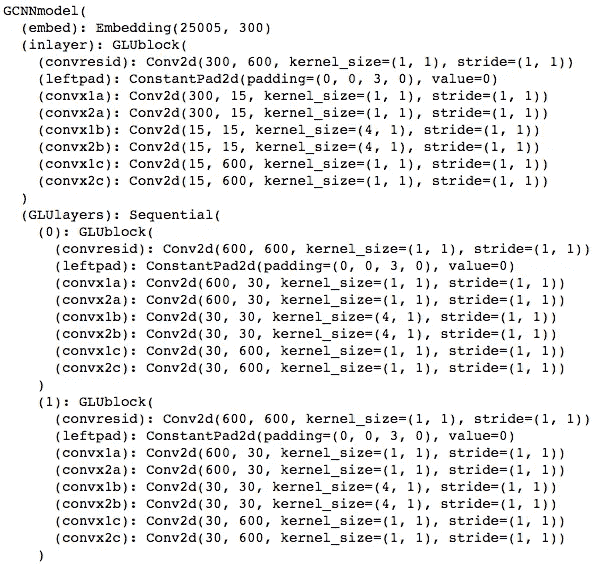 GCNNmodel(
  (embed): Embedding(25005, 300)
  (inlayer): GLUblock(
    (convresid): Conv2d(300, 600, kernel_size=(1, 1), stride=(1, 1))
    (leftpad): ConstantPad2d(padding=(0, 0, 3, 0), value=0)
    (convx1a): Conv2d(300, 15, kernel_size=(1, 1), stride=(1, 1))
    (convx2a): Conv2d(300, 15, kernel_size=(1, 1), stride=(1, 1))
    (convx1b): Conv2d(15, 15, kernel_size=(4, 1), stride=(1, 1))
    (convx2b): Conv2d(15, 15, kernel_size=(4, 1), stride=(1, 1))
    (convx1c): Conv2d(15, 600, kernel_size=(1, 1), stride=(1, 1))
    (convx2c): Conv2d(15, 600, kernel_size=(1, 1), stride=(1, 1))
  )
  (GLUlayers): Sequential(
    (0): GLUblock(
      (convresid): Conv2d(600, 600, kernel_size=(1, 1), stride=(1, 1))
      (leftpad): ConstantPad2d(padding=(0, 0, 3, 0), value=0)
      (convx1a): Conv2d(600, 30, kernel_size=(1, 1), stride=(1, 1))
      (convx2a): Conv2d(600, 30, kernel_size=(1, 1), stride=(1, 1))
      (convx1b): Conv2d(30, 30, kernel_size=(4, 1), stride=(1, 1))
      (convx2b): Conv2d(30, 30, kernel_size=(4, 1), stride=(1, 1))
      (convx1c): Conv2d(30, 600, kernel_size=(1, 1), stride=(1, 1))
      (convx2c): Conv2d(30, 600, kernel_size=(1, 1), stride=(1, 1))
    )
    (1): GLUblock(
      (convresid): Conv2d(600, 600, kernel_size=(1, 1), stride=(1, 1))
      (leftpad): ConstantPad2d(padding=(0, 0, 3, 0), value=0)
      (convx1a): Conv2d(600, 30, kernel_size=(1, 1), stride=(1, 1))
      (convx2a): Conv2d(600, 30, kernel_size=(1, 1), stride=(1, 1))
      (convx1b): Conv2d(30, 30, kernel_size=(4, 1), stride=(1, 1))
      (convx2b): Conv2d(30, 30, kernel_size=(4, 1), stride=(1, 1))
      (convx1c): Conv2d(30, 600, kernel_size=(1, 1), stride=(1, 1))
      (convx2c): Conv2d(30, 600, kernel_size=(1, 1), stride=(1, 1))
    )